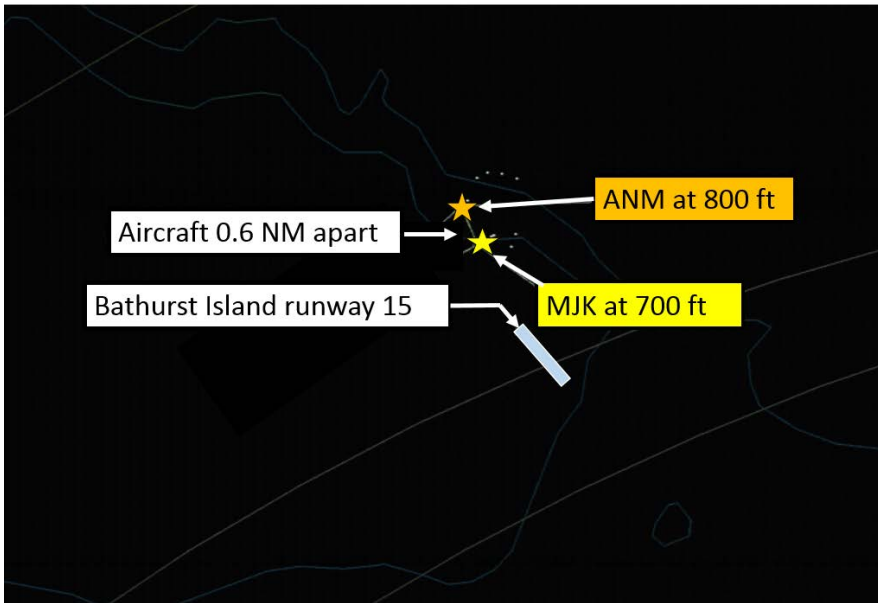 ANM at 800 ft
Aircraft 0.6 NM apart
Bathurst Island runway 15
MJK at 700 ft